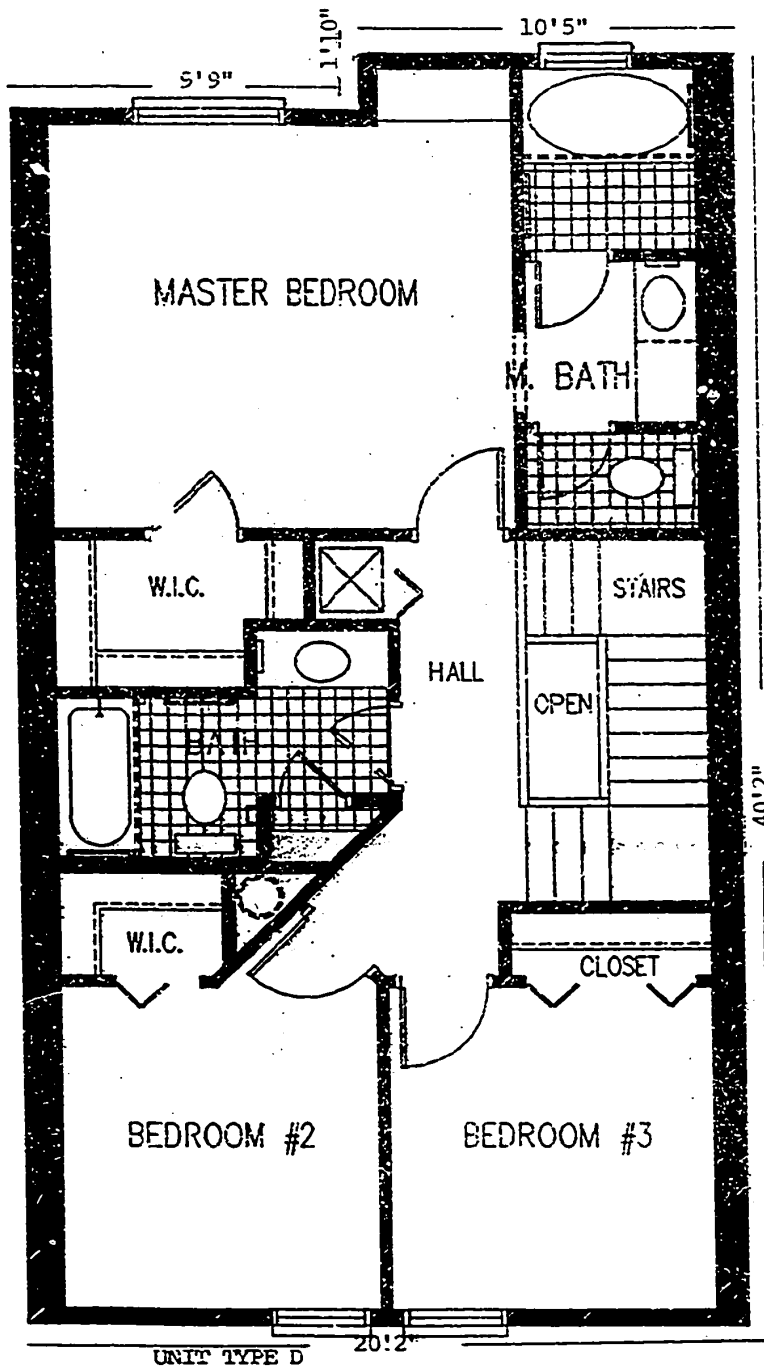 10'5"
1'10"
9'9"
MASTER BEDROOM
M. BATH
W.I.C.
STAIRS
HALL
OPEN
BATH
40'2"
W.I.C.
CLOSET
BEDROOM #2
BEDROOM #3
20'2"
UNIT TYPE D